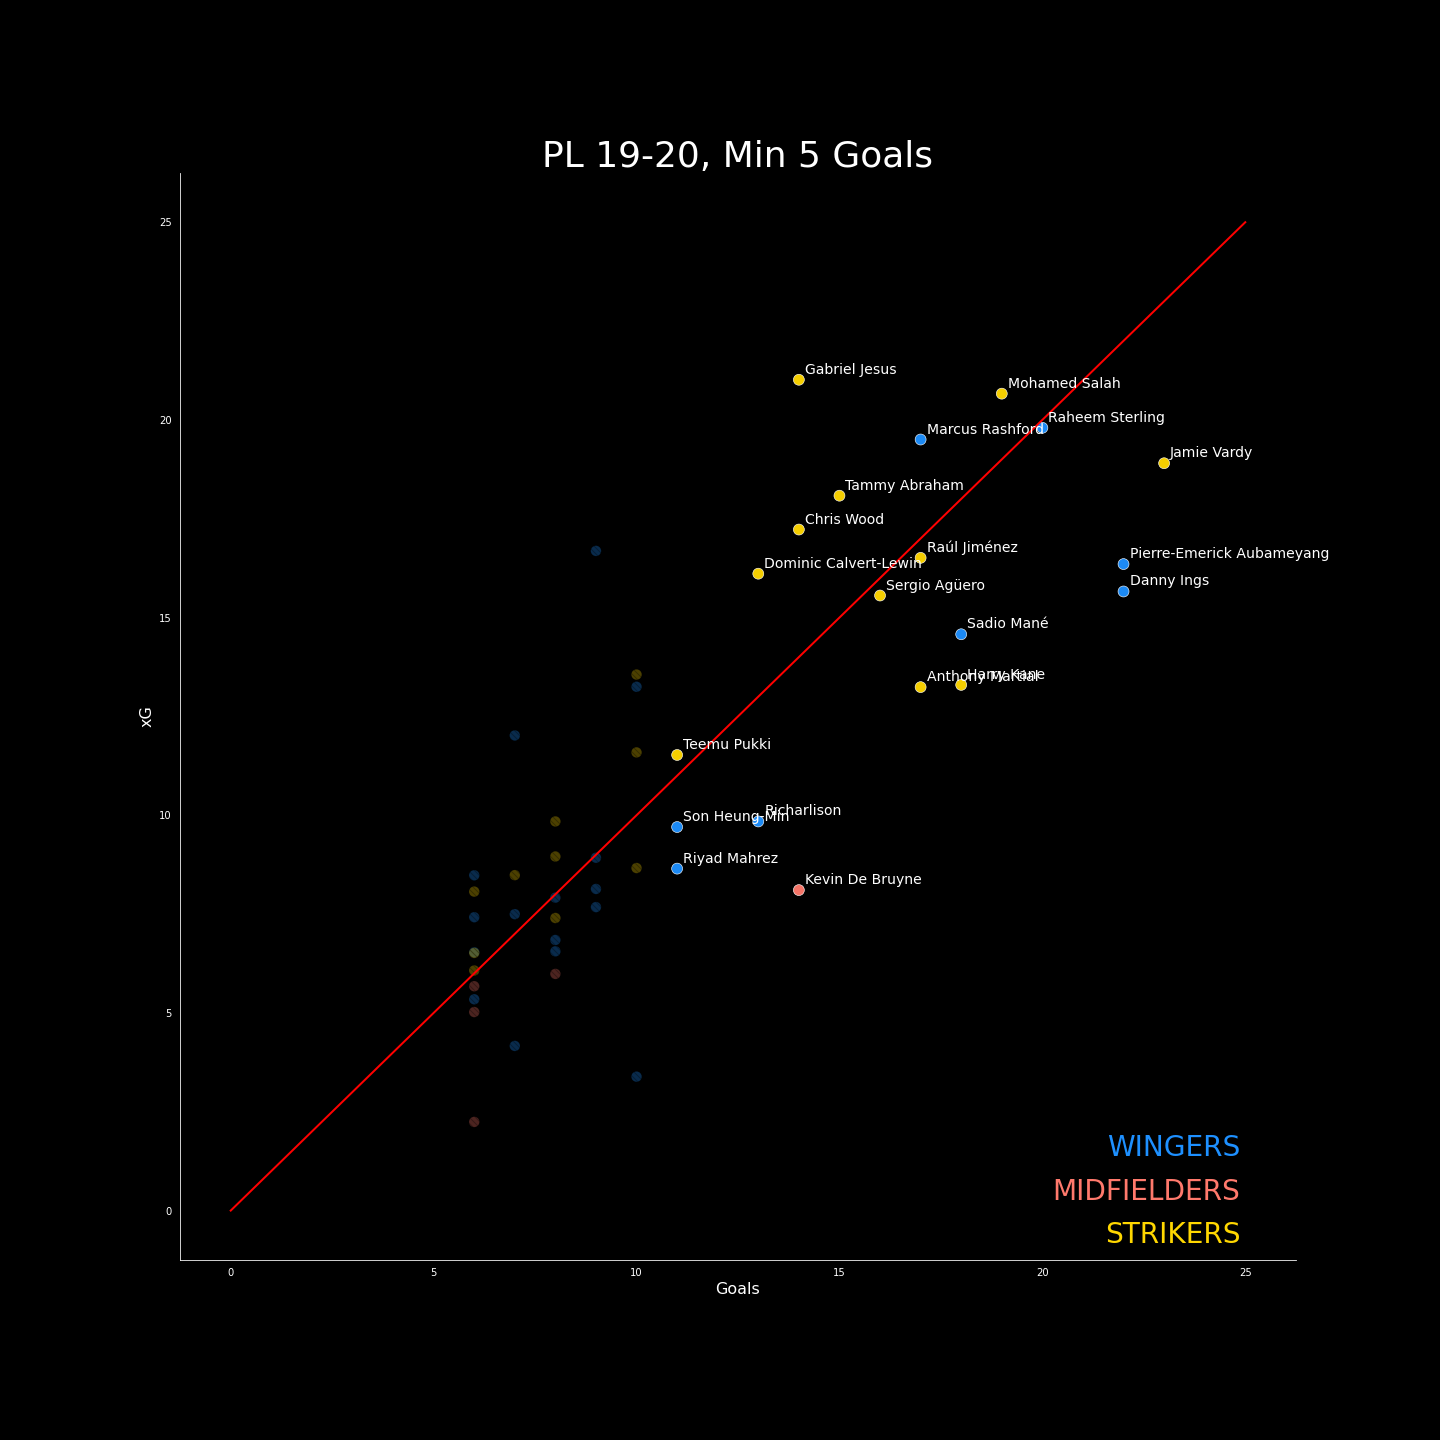 PL 19-20, Min 5 Goals
25
20
15
10
5
0
xG
Gabriel Jesus
Mohamed Salah
Raheem Sterling
Marcus Rashford
Jamie Vardy
Tammy Abraham
Chris Wood
Raúl Jiménez
Pierre-Emerick Aubameyang
Dominic Calvert-Lewin
Danny Ings
Sergio Agüero
Sadio Mané
Harry Kane
Anthony Martial
Teemu Pukki
Richarlison
Son Heung-Min
Riyad Mahrez
Kevin De Bruyne
WINGERS
MIDFIELDERS
STRIKERS
0 5 10 15 20 25
Goals